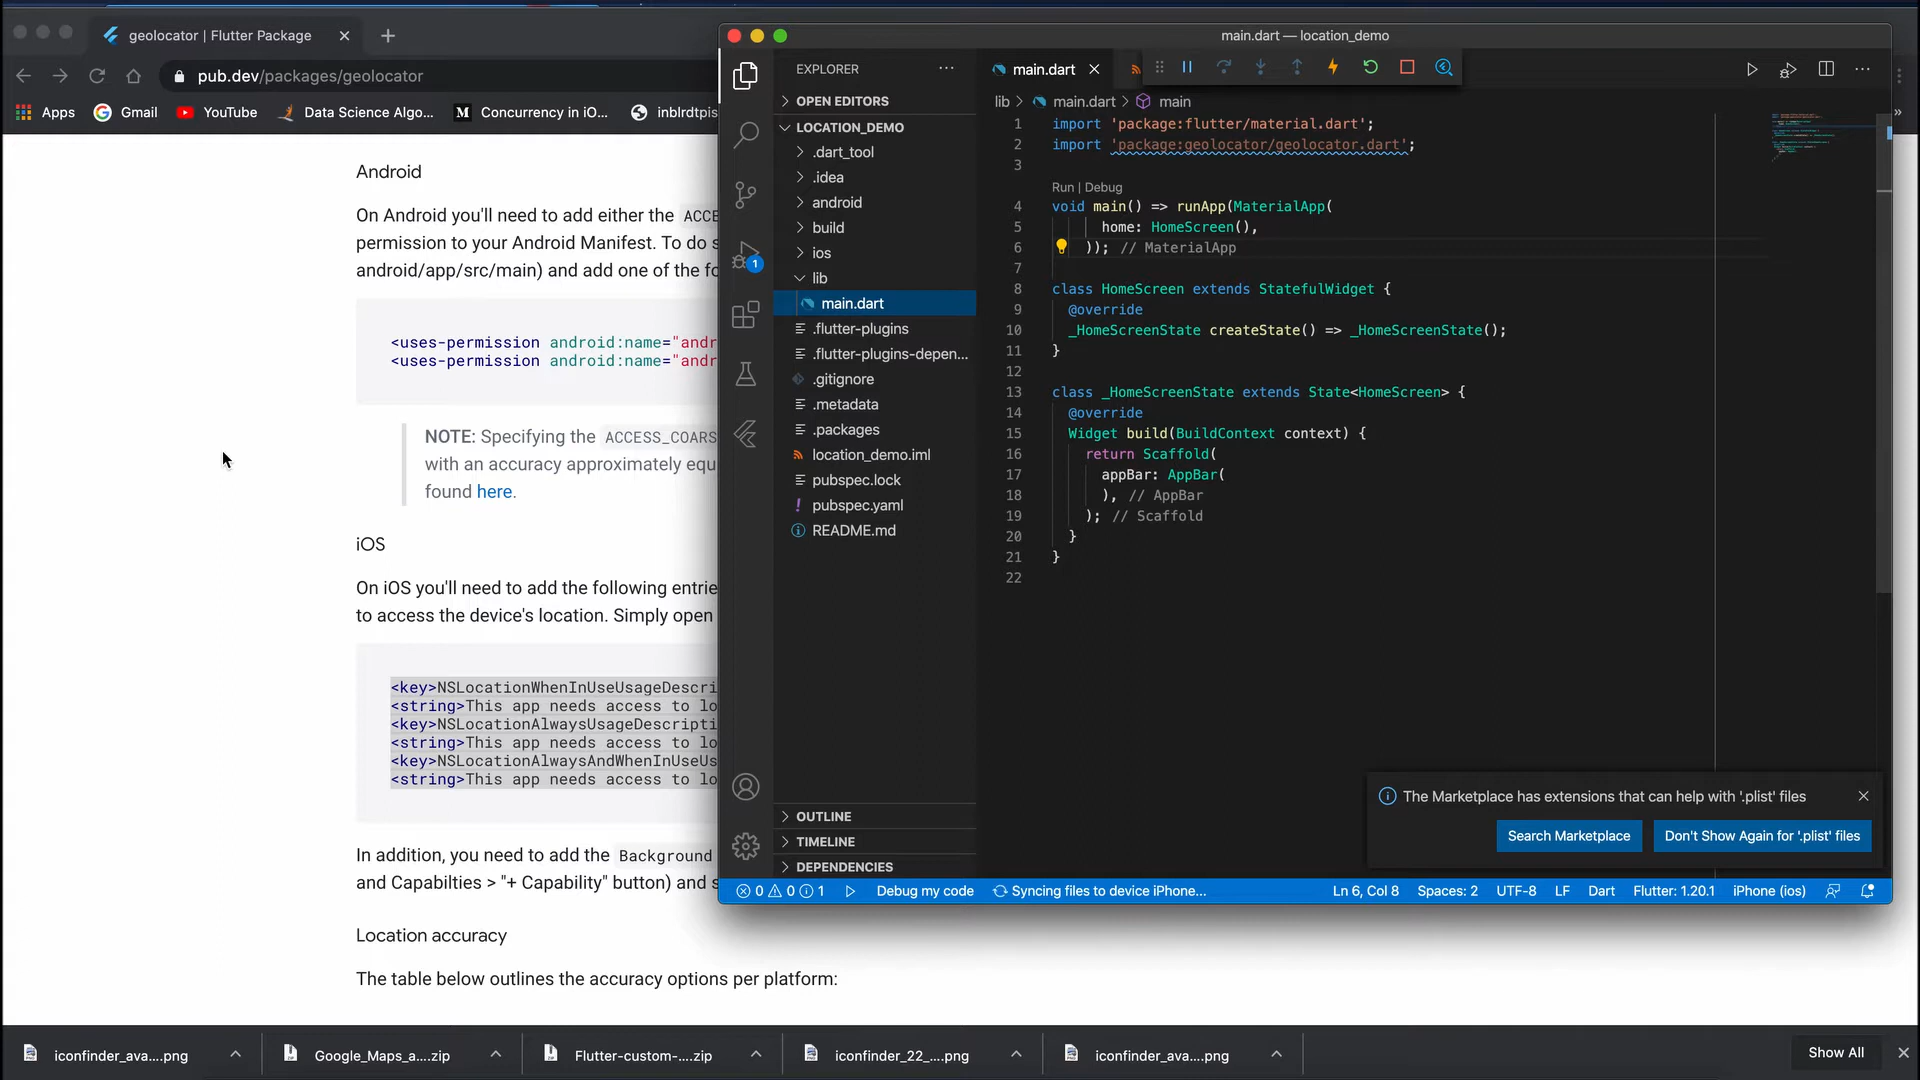 geolocator | Flutter Package
pub.dev/packages/geolocator
Apps
Gmail
YouTube
Data Science Algo...
M
Concurrency in iO...
inblrdtpis
»
Android
On Android you'll need to add either the ACCE
permission to your Android Manifest. To do s
android/app/src/main) and add one of the fo
<uses-permission android:name="andr
<uses-permission android:name="andr
NOTE: Specifying the ACCESS_COARS
with an accuracy approximately equ
found here.
iOS
On iOS you'll need to add the following entrie
to access the device's location. Simply open
<key>NSLocationWhenInUseUsageDescri
<string>This app needs access to lo
<key>NSLocationAlwaysUsageDescripti
<string>This app needs access to lo
<key>NSLocationAlwaysAndWhenInUseUs
<string>This app needs access to lo
In addition, you need to add the Background
and Capabilties > "+ Capability" button) and s
Location accuracy
The table below outlines the accuracy options per platform:
main.dart — location_demo
EXPLORER
OPEN EDITORS
LOCATION_DEMO
.dart_tool
.idea
android
build
ios
lib
main.dart
.flutter-plugins
.flutter-plugins-depen...
.gitignore
.metadata
.packages
location_demo.iml
pubspec.lock
! pubspec.yaml
README.md
OUTLINE
TIMELINE
DEPENDENCIES
1
main.dart
lib > main.dart > main
1 import 'package:flutter/material.dart';
2 import 'package:geolocator/geolocator.dart';
3
Run | Debug
4 void main() => runApp(MaterialApp(
5 home: HomeScreen(),
6 )); // MaterialApp
7
8 class HomeScreen extends StatefulWidget {
9 @override
10 _HomeScreenState createState() => _HomeScreenState();
11 }
12
13 class _HomeScreenState extends State<HomeScreen> {
14 @override
15 Widget build(BuildContext context) {
16 return Scaffold(
17 appBar: AppBar(
18 ), // AppBar
19 ); // Scaffold
20 }
21 }
22
The Marketplace has extensions that can help with '.plist' files
Search Marketplace
Don't Show Again for '.plist' files
0 0 1 Debug my code Syncing files to device iPhone... Ln 6, Col 8 Spaces: 2 UTF-8 LF Dart Flutter: 1.20.1 iPhone (ios)
iconfinder_ava....png
Google_Maps_a....zip
Flutter-custom-....zip
iconfinder_22_....png
iconfinder_ava....png
Show All